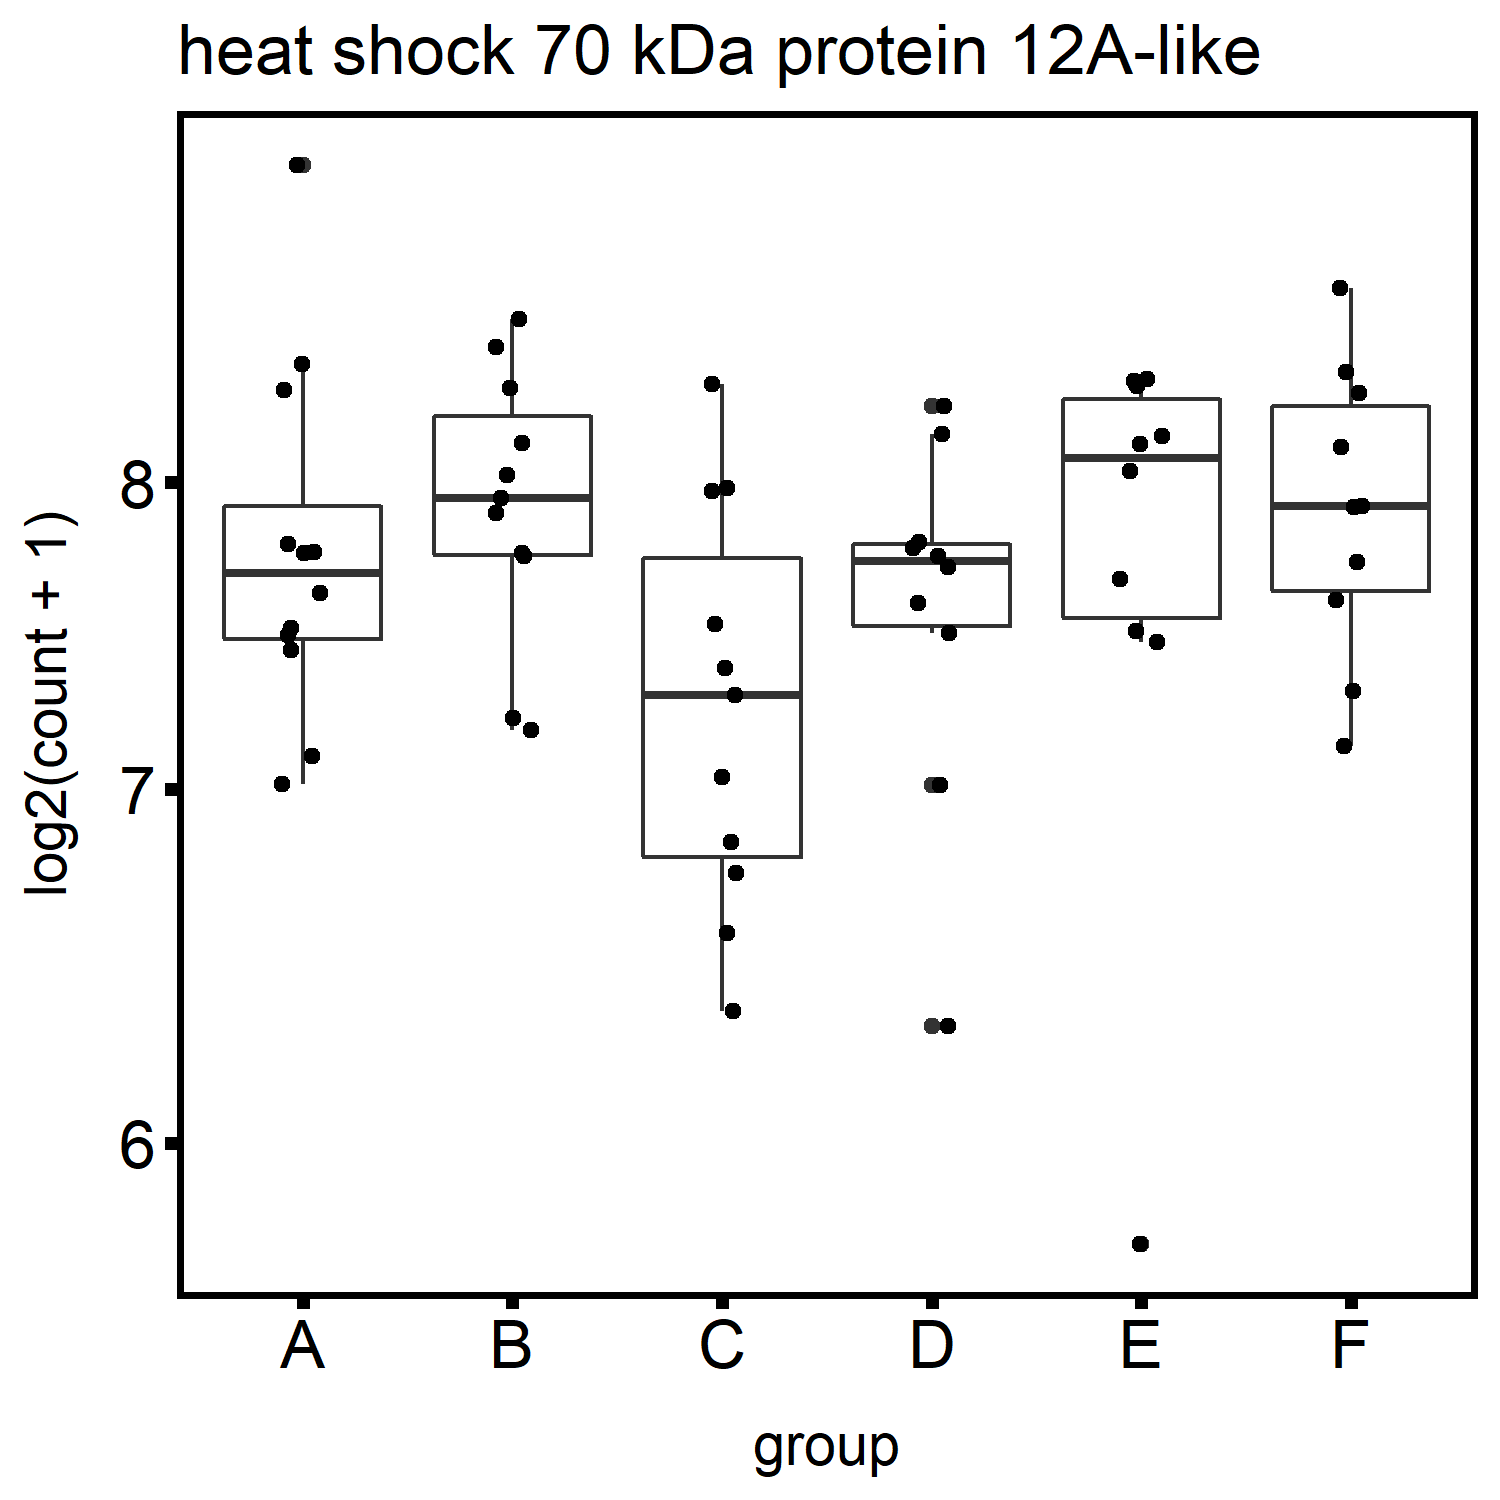 heat shock 70 kDa protein 12A-like
log2(count + 1)
8
7
6
A B C D E F
group